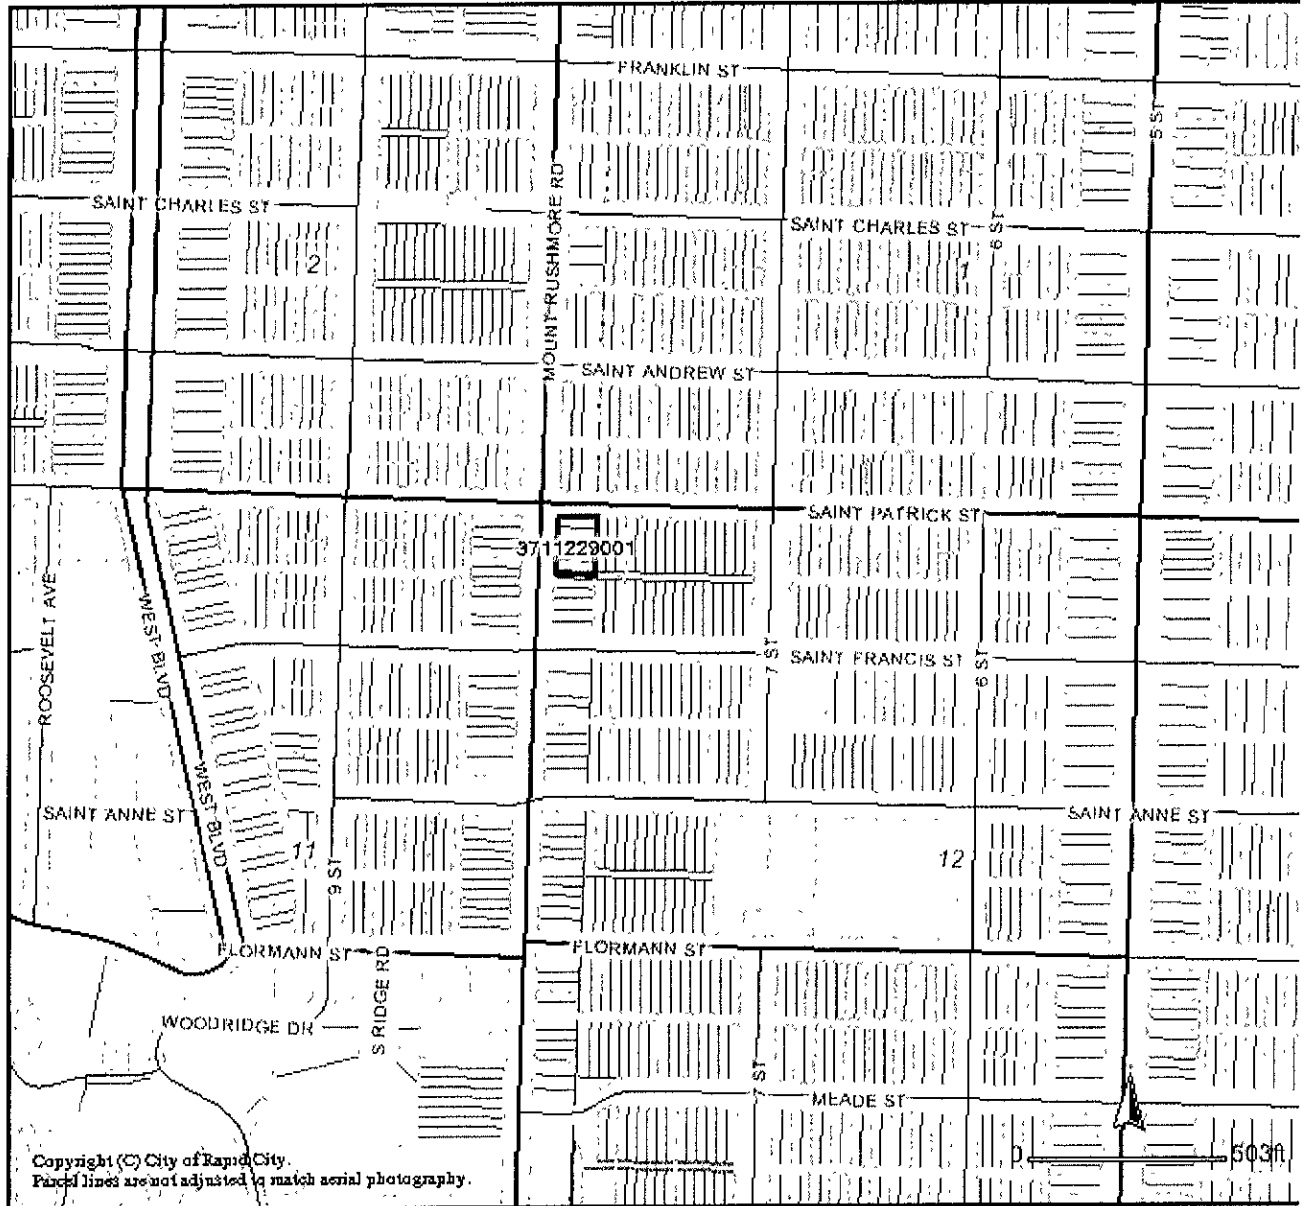 FRANKLIN ST
5 ST
SAINT CHARLES ST
MOUNT RUSHMORE RD
SAINT CHARLES ST
6 ST
2
1
SAINT ANDREW ST
SAINT PATRICK ST
3711229001
ROOSEVELT AVE
WEST BLVD
7 ST
SAINT FRANCIS ST
6 ST
WEST BLVD
SAINT ANNE ST
SAINT ANNE ST
11
9 ST
12
FLORMANN ST
FLORMANN ST
S RIDGE RD
WOODRIDGE DR
7 ST
MEADE ST
0 503ft
Copyright (C) City of Rapid City.
Parcel lines are not adjusted to match aerial photography.